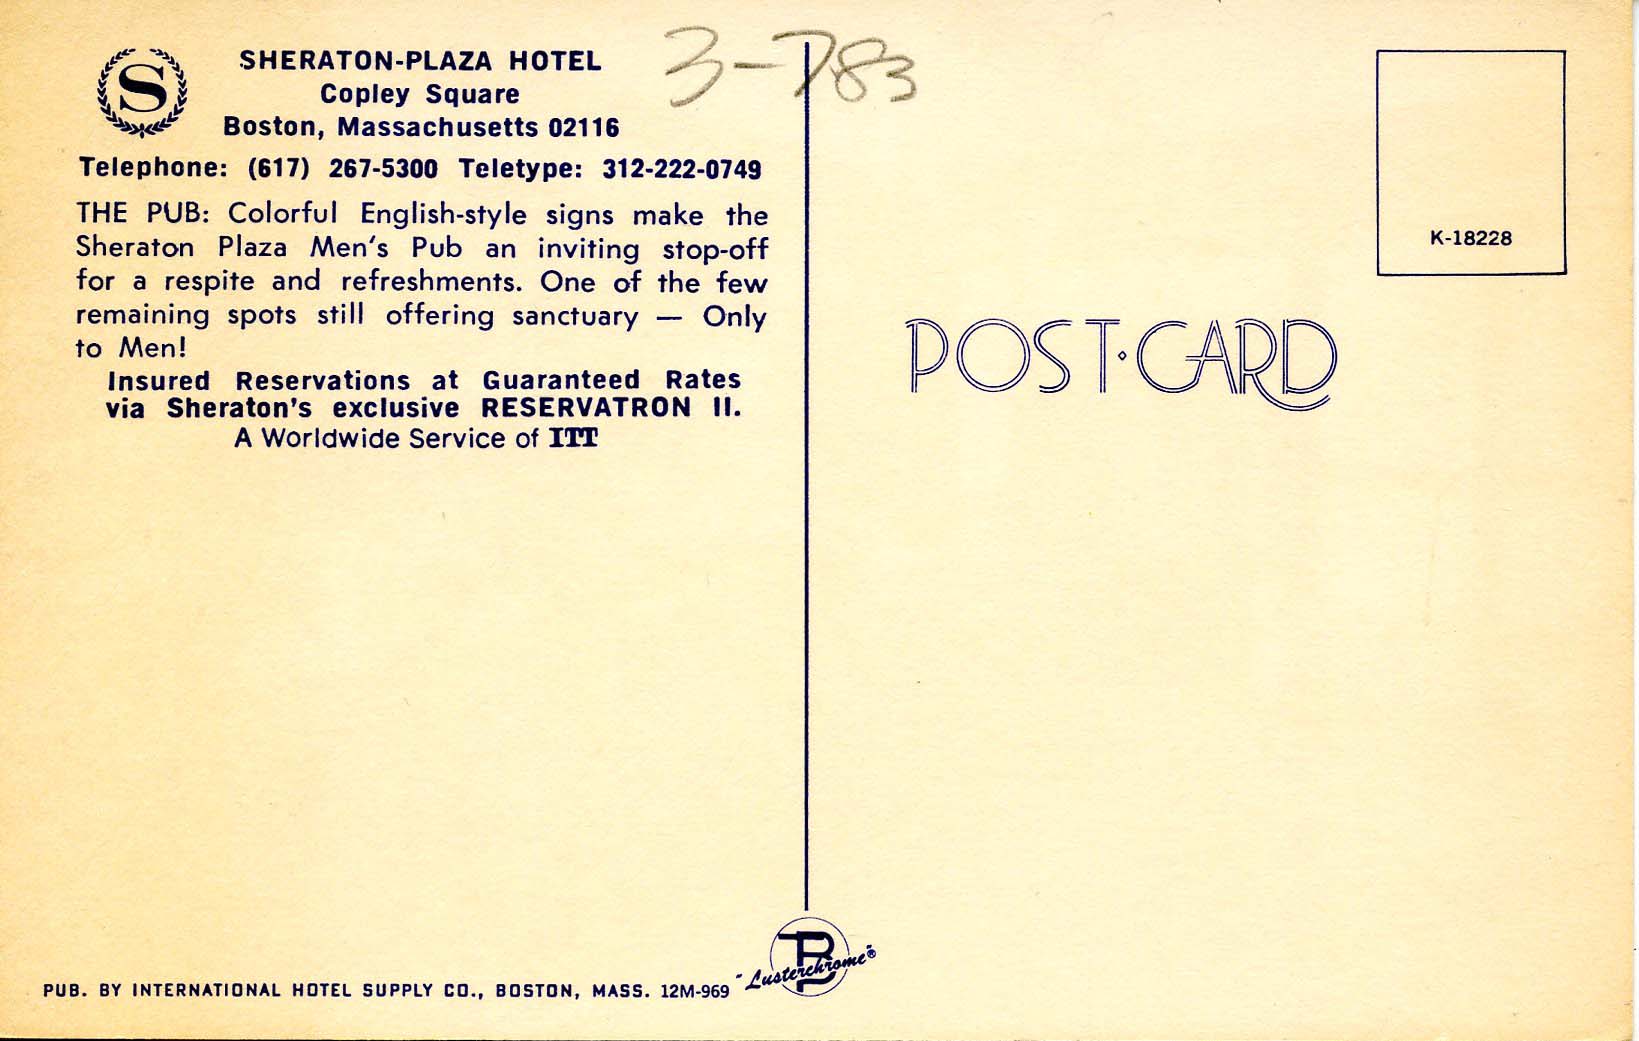 S
SHERATON-PLAZA HOTEL
Copley Square
Boston, Massachusetts 02116
Telephone: (617) 267-5300 Teletype: 312-222-0749
THE PUB: Colorful English-style signs make the
Sheraton Plaza Men's Pub an inviting stop-off
for a respite and refreshments. One of the few
remaining spots still offering sanctuary — Only
to Men!
Insured Reservations at Guaranteed Rates
via Sheraton's exclusive RESERVATRON II.
A Worldwide Service of ITT
3-783
K-18228
POST·CARD
PUB. BY INTERNATIONAL HOTEL SUPPLY CO., BOSTON, MASS. 12M-969
"Lusterchrome"®